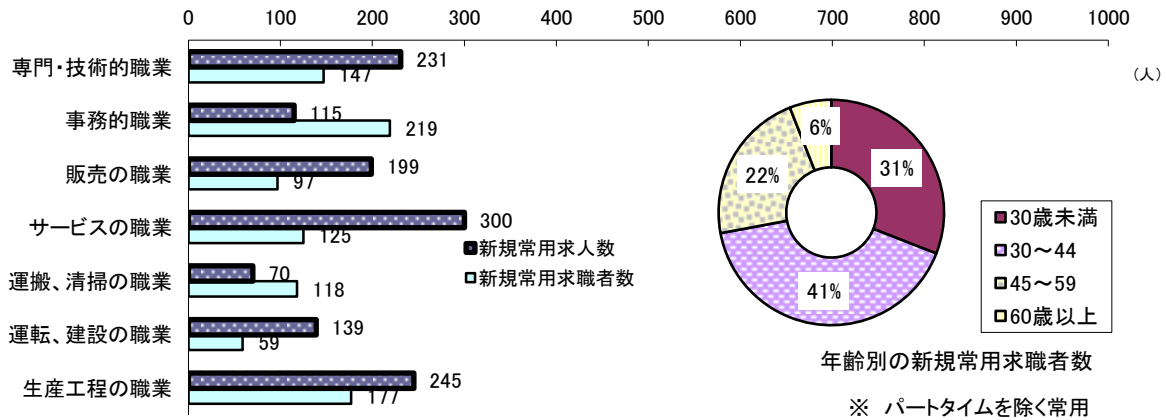 0 100 200 300 400 500 600 700 800 900 1000
(人)
専門・技術的職業 231
147
事務的職業 115
219
販売の職業 199
97
サービスの職業 300
125
運搬、清掃の職業 70
118
運転、建設の職業 139
59
生産工程の職業 245
177
新規常用求人数
新規常用求職者数
6%
31%
22%
41%
30歳未満
30～44
45～59
60歳以上
年齢別の新規常用求職者数
※ パートタイムを除く常用